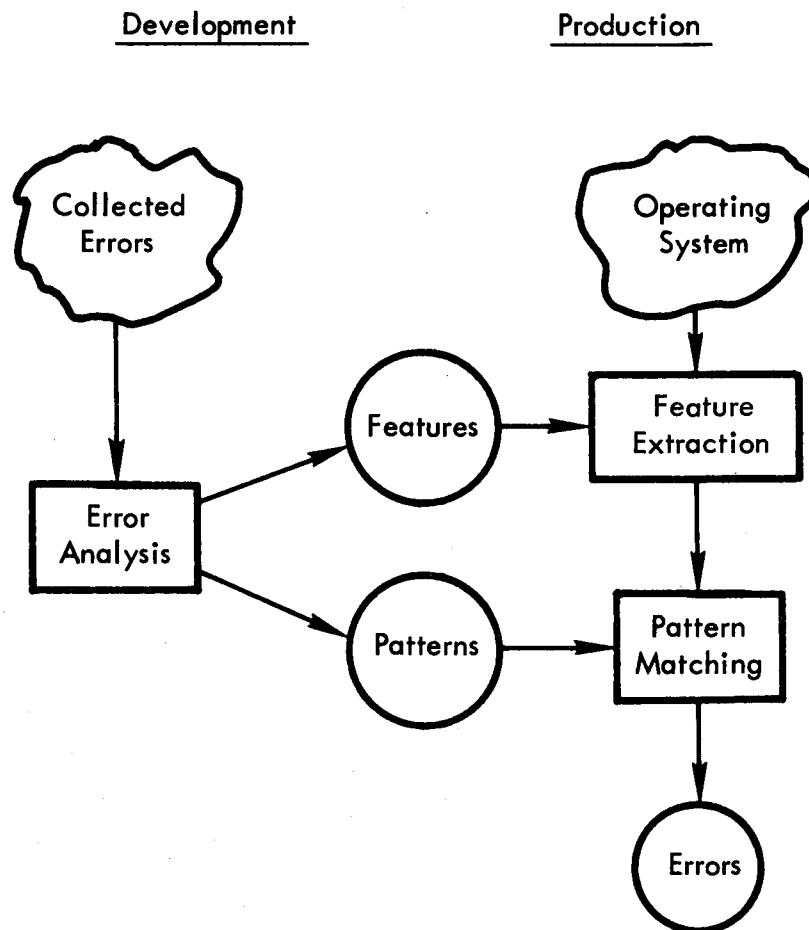 Development
Production
Collected
Errors
Operating
System
Features
Feature
Extraction
Error
Analysis
Patterns
Pattern
Matching
Errors